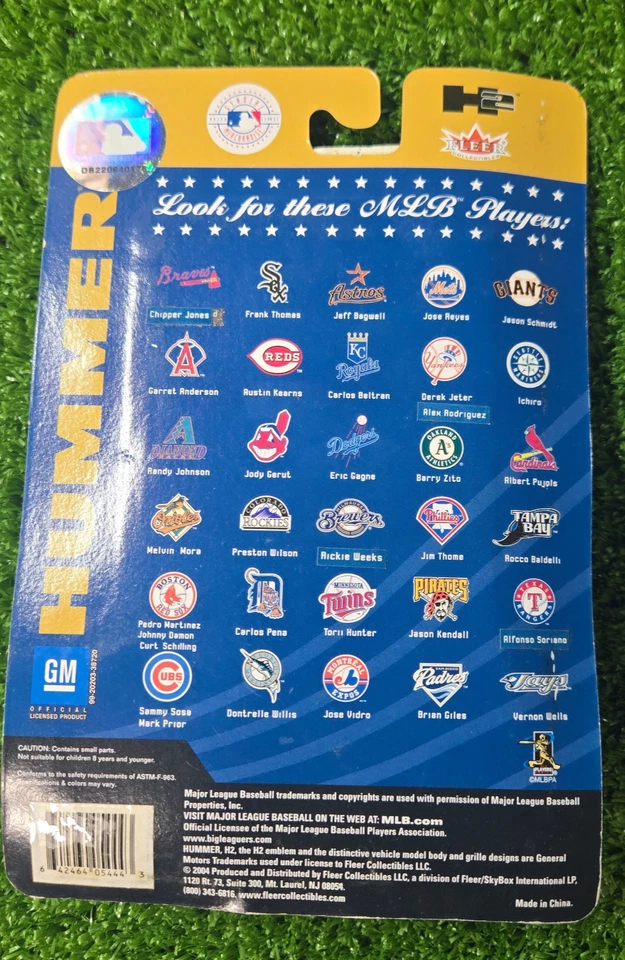 GENUINE MERCHANDISE
H2
FLEER
COLLECTIBLES
HUMMER
Look for these MLB™ Players:
Braves
Chipper Jones
Sox
Frank Thomas
Astros
Jeff Bagwell
Mets
Jose Reyes
GIANTS
Jason Schmidt
A
Garret Anderson
REDS
Austin Kearns
KC
Royals
Carlos Beltran
Yankees
Derek Jeter
Alex Rodriguez
SEATTLE MARINERS
Ichiro
A
DIAMOND
Randy Johnson
Jody Gerut
Dodgers
Eric Gagne
OAKLAND ATHLETICS
A's
Barry Zito
Cardinals
Albert Pujols
Orioles
Melvin Mora
COLORADO
ROCKIES
Preston Wilson
Brewers
Rickie Weeks
Phillies
Jim Thome
TAMPA BAY
Rocco Baldelli
BOSTON RED SOX
Pedro Martinez
Johnny Damon
Curt Schilling
D
Carlos Pena
MINNESOTA
Twins
Torii Hunter
PIRATES
Jason Kendall
TEXAS RANGERS
T
Alfonso Soriano
CUBS
Sammy Sosa
Mark Prior
Dontrelle Willis
MONTREAL
EXPOS
Jose Vidro
SAN DIEGO
Padres
Brian Giles
Jays
Vernon Wells
GM
OFFICIAL
LICENSED PRODUCT
99-20203-38720
©MLBPA
CAUTION: Contains small parts.
Not suitable for children 8 years and younger.
Conforms to the safety requirements of ASTM-F-963.
& colors may vary.
6 42464 05444 3
Major League Baseball trademarks and copyrights are used with permission of Major League Baseball
Properties, Inc.
VISIT MAJOR LEAGUE BASEBALL ON THE WEB AT: MLB.com
Official Licensee of the Major League Baseball Players Association.
www.bigleaguers.com
HUMMER, H2, the H2 emblem and the distinctive vehicle model body and grille designs are General
Motors Trademarks used under license to Fleer Collectibles LLC.
© 2004 Produced and Distributed by Fleer Collectibles LLC, a division of Fleer/SkyBox International LP,
1120 Rt. 73, Suite 300, Mt. Laurel, NJ 08054.
(800) 343-6816. www.fleercollectibles.com
Made in China.